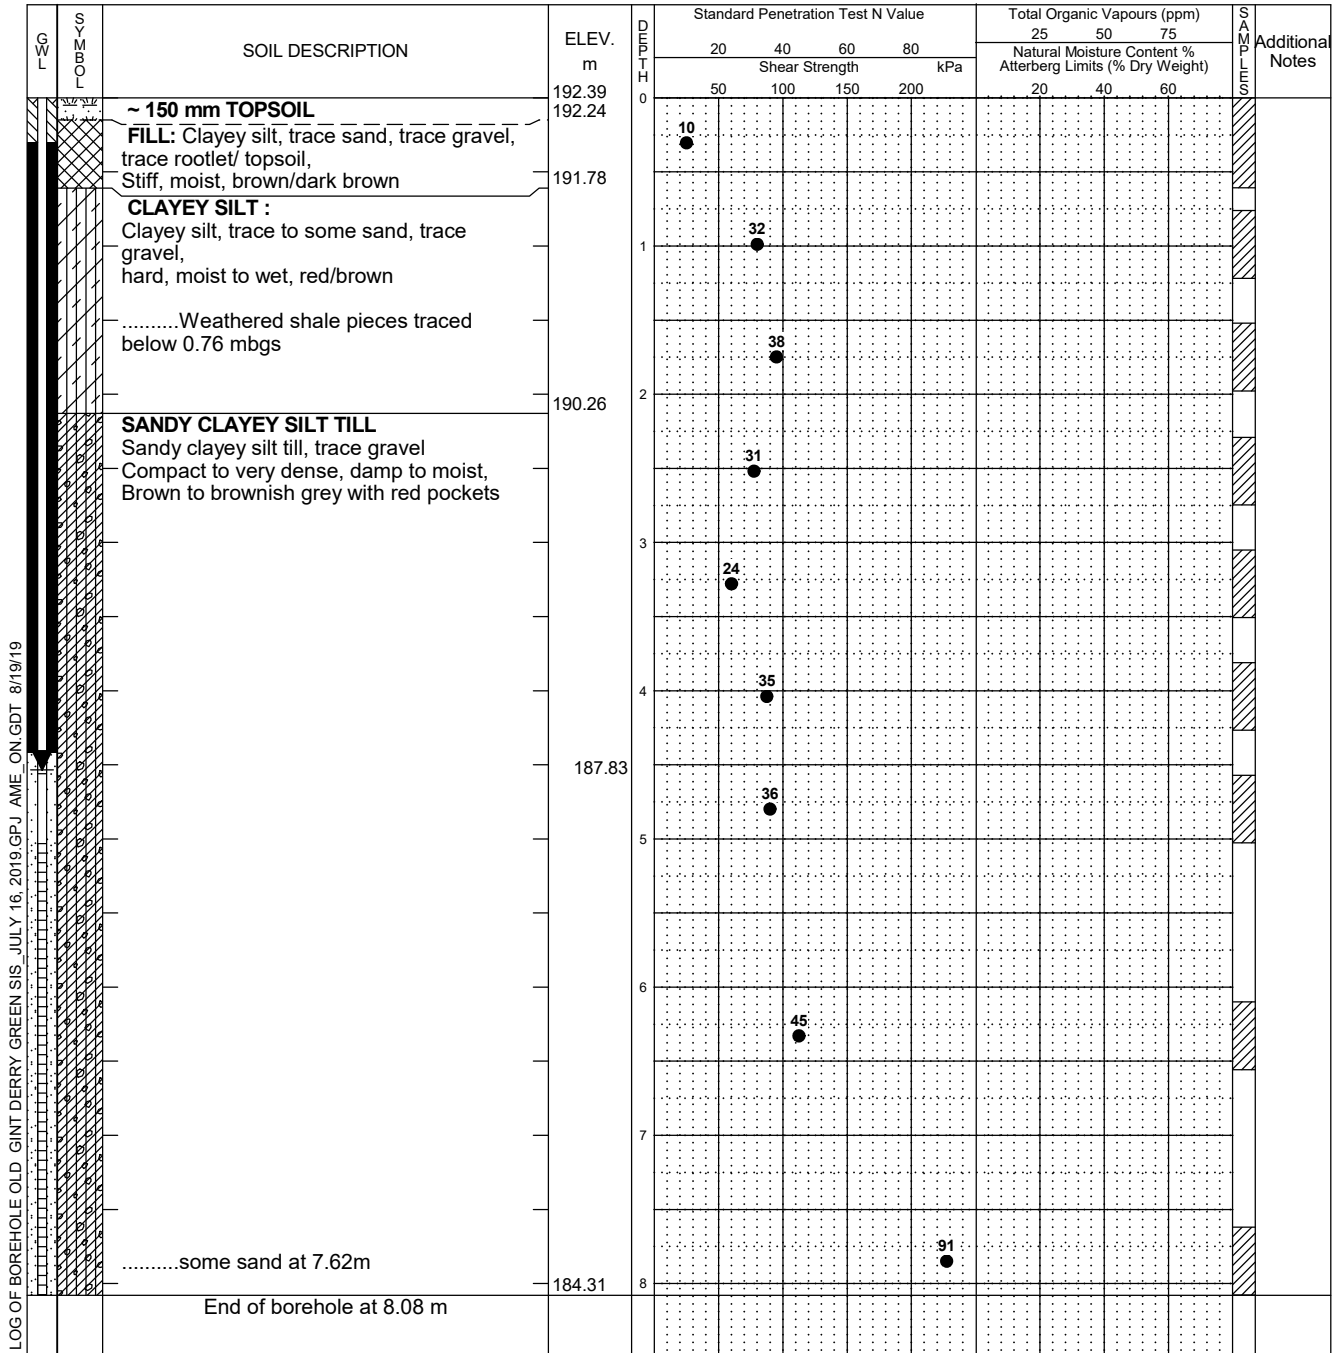 GWL
SYMBOL
SOIL DESCRIPTION
ELEV.
m
DEPTH
Standard Penetration Test N Value
20 40 60 80
Shear Strength kPa
50 100 150 200
Total Organic Vapours (ppm)
25 50 75
Natural Moisture Content %
Atterberg Limits (% Dry Weight)
20 40 60
SAMPLES
Additional
Notes
192.39
0
~ 150 mm TOPSOIL
192.24
FILL: Clayey silt, trace sand, trace gravel,
trace rootlet/ topsoil,
Stiff, moist, brown/dark brown
10
191.78
CLAYEY SILT :
Clayey silt, trace to some sand, trace
gravel,
hard, moist to wet, red/brown
32
1
..........Weathered shale pieces traced
below 0.76 mbgs
38
2
190.26
SANDY CLAYEY SILT TILL
Sandy clayey silt till, trace gravel
Compact to very dense, damp to moist,
Brown to brownish grey with red pockets
31
3
24
35
4
187.83
36
5
6
45
7
91
..........some sand at 7.62m
184.31
8
End of borehole at 8.08 m
LOG OF BOREHOLE OLD GINT DERRY GREEN SIS_JULY 16, 2019.GPJ AME_ON.GDT 8/19/19